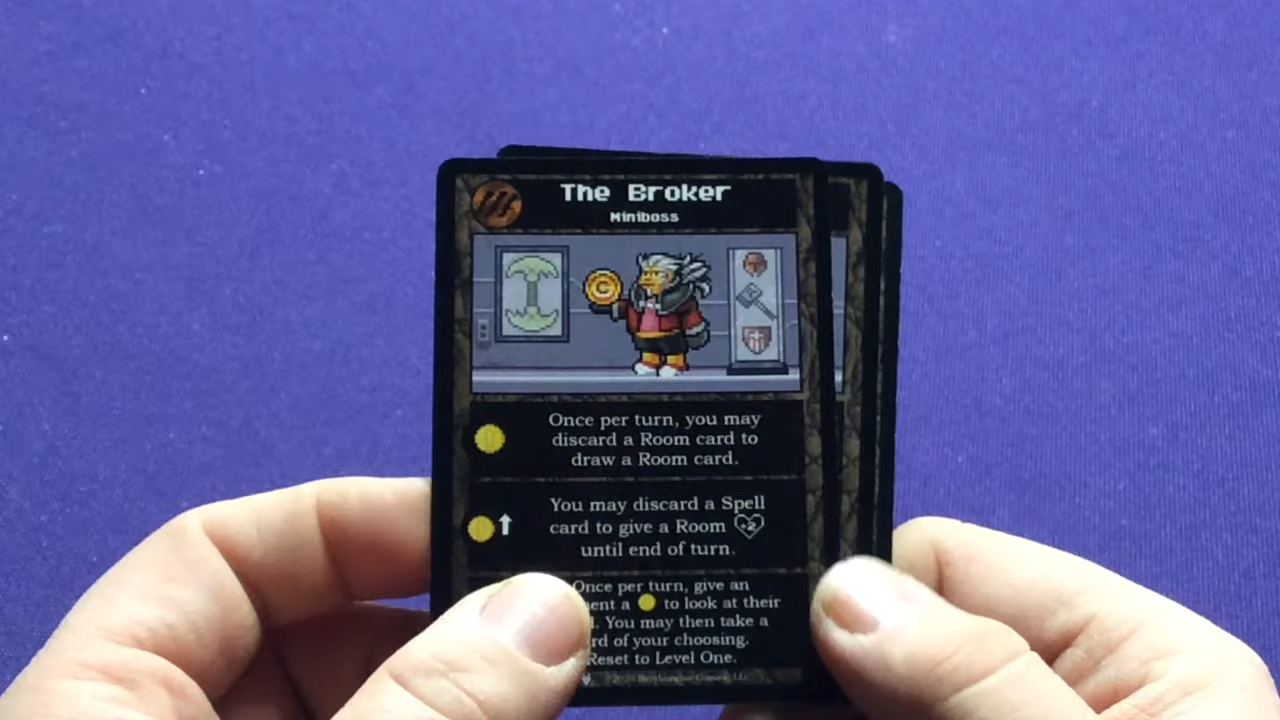 The Broker
Miniboss
C
Once per turn, you may
discard a Room card to
draw a Room card.
You may discard a Spell
card to give a Room +2
until end of turn.
Once per turn, give an
a to look at their
You may then take a
of your choosing.
Reset to Level One.